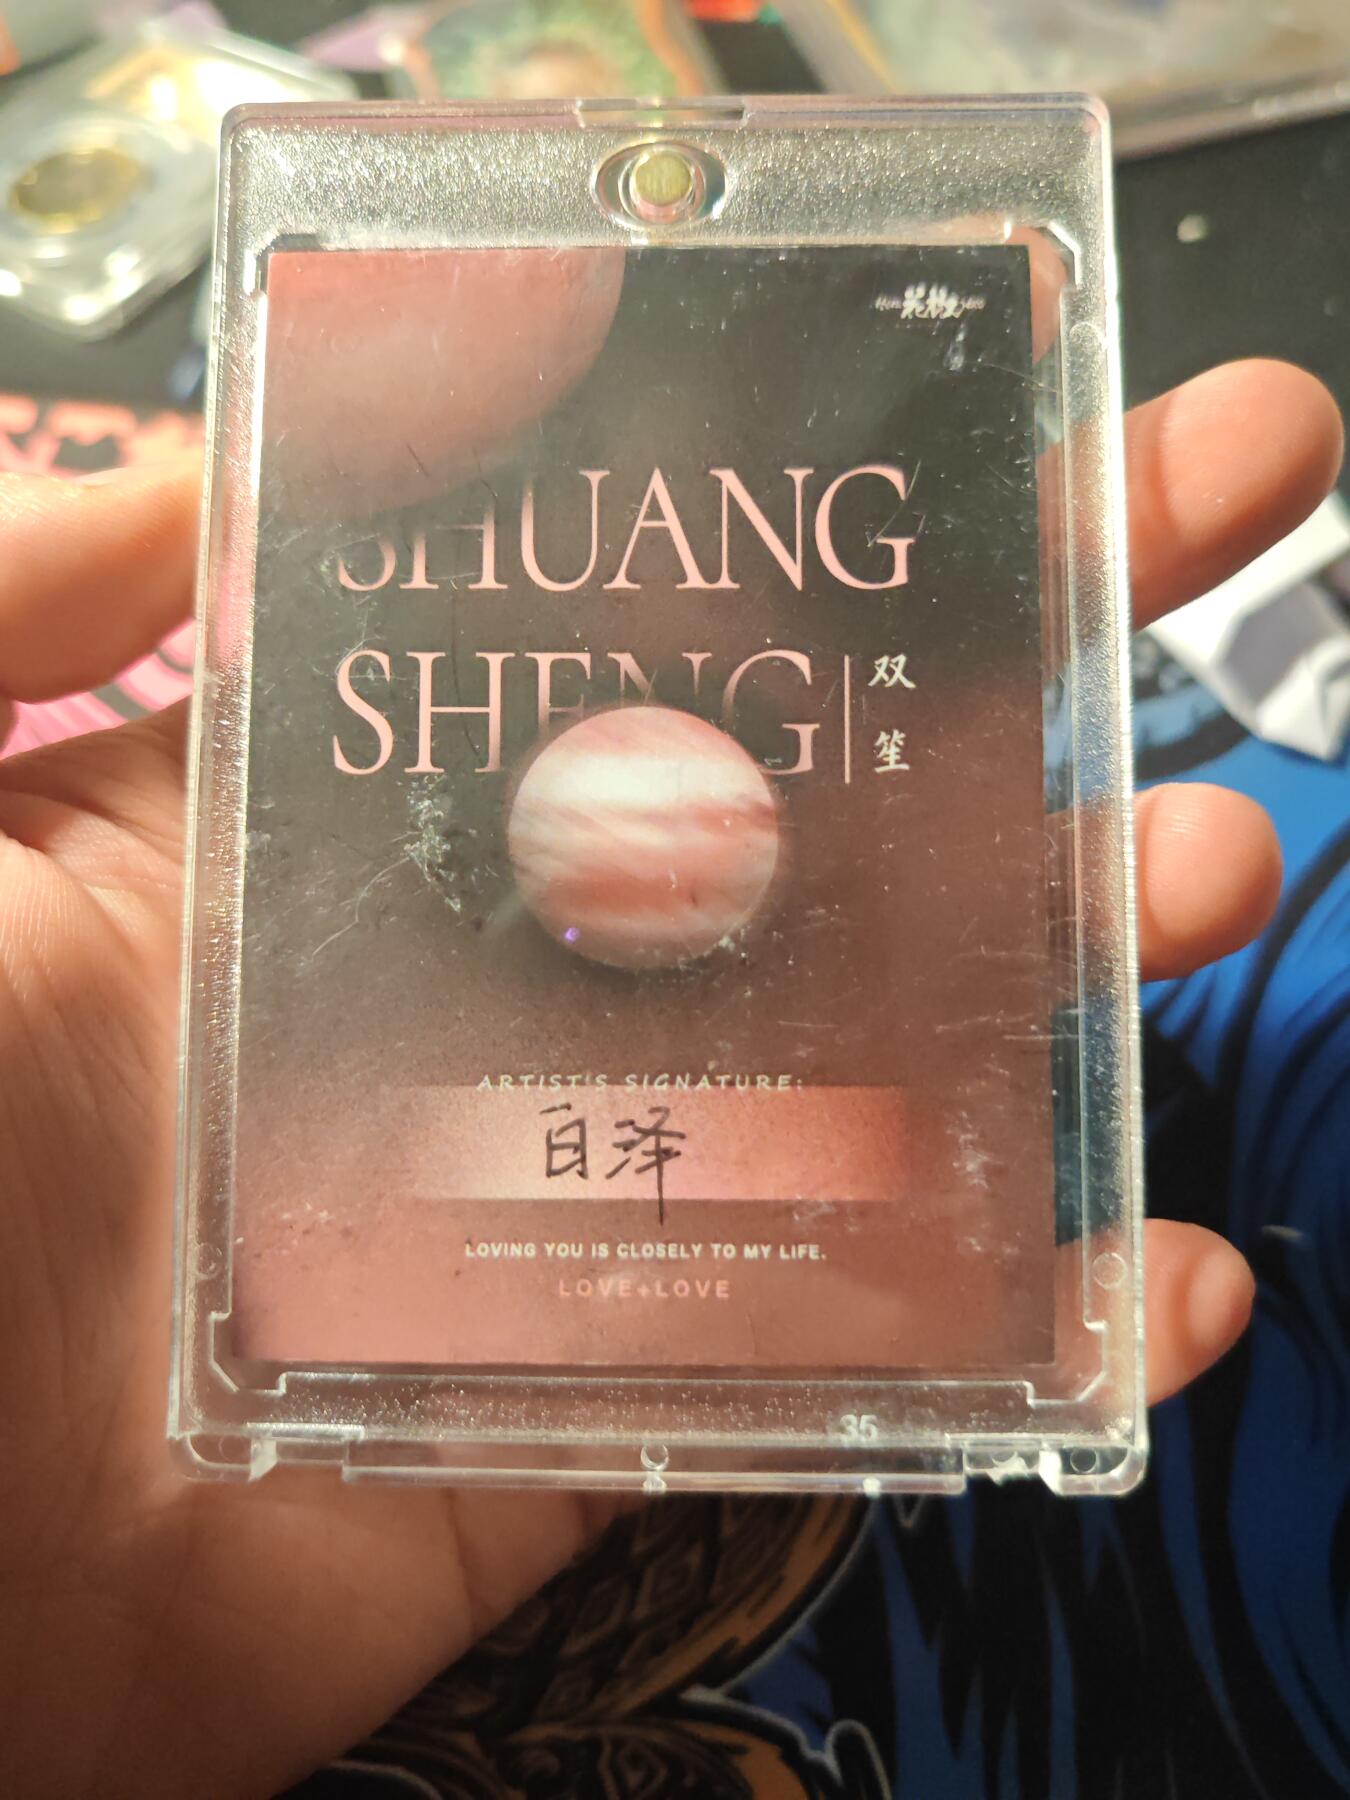 SHUANG
SHENG
双
笙
ARTIST'S SIGNATURE:
白泽
LOVING YOU IS CLOSELY TO MY LIFE.
LOVE+LOVE
35